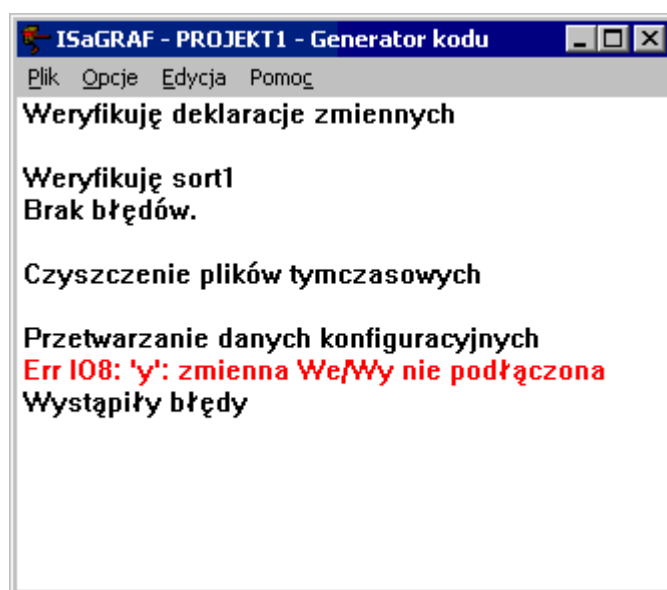 ISaGRAF - PROJEKT1 - Generator kodu
Plik Opcje Edycja Pomoc
Weryfikuję deklaracje zmiennych
Weryfikuję sort1
Brak błędów.
Czyszczenie plików tymczasowych
Przetwarzanie danych konfiguracyjnych
Err IO8: 'y': zmienna We/Wy nie podłączona
Wystąpiły błędy